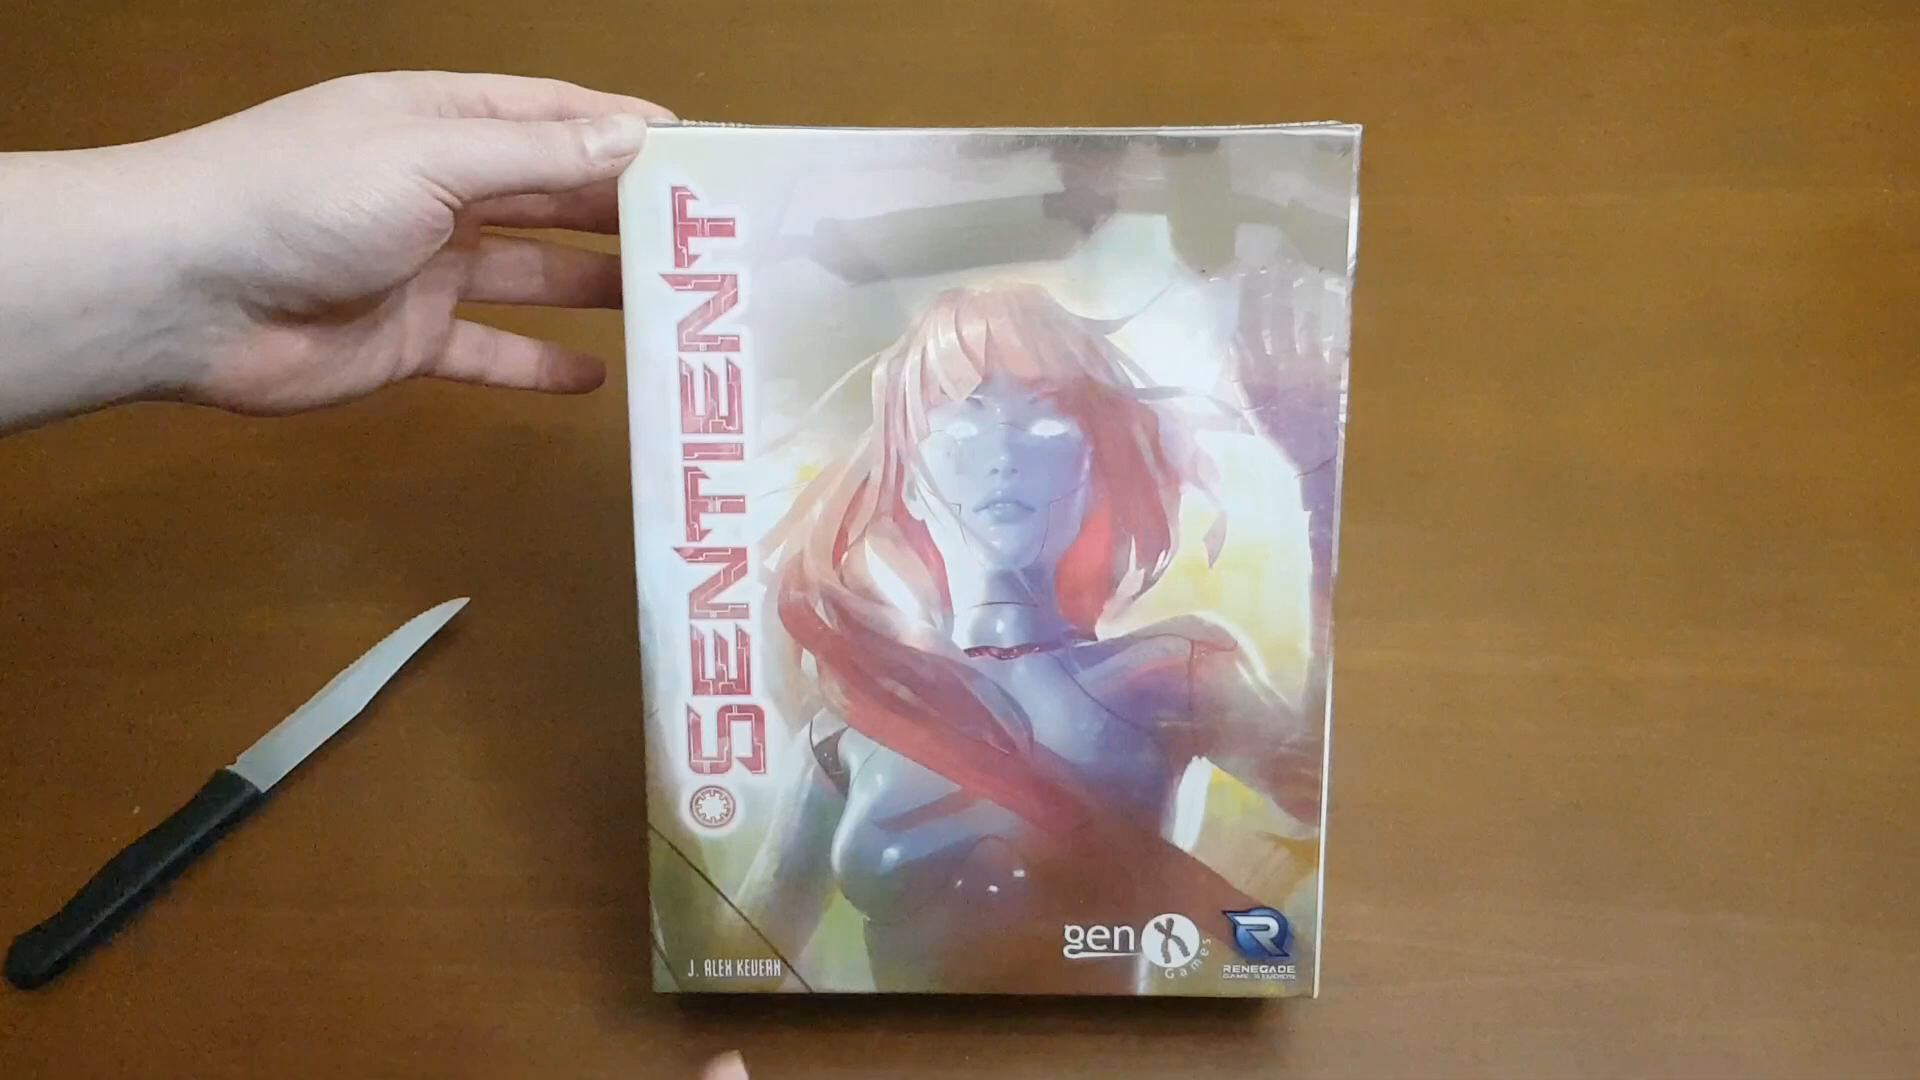 SENTIENT
J. ALEX KEVERN
gen X
Games
RENEGADE
GAME STUDIOS